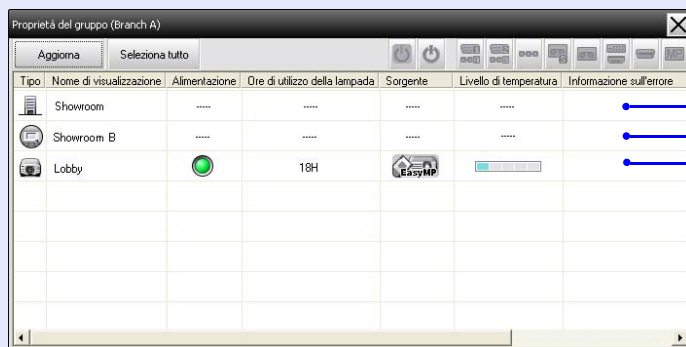 Proprietà del gruppo (Branch A)
Aggiorna Seleziona tutto
Tipo Nome di visualizzazione Alimentazione Ore di utilizzo della lampada Sorgente Livello di temperatura Informazione sull'errore
Showroom ----- ----- ----- -----
Showroom B ----- ----- ----- -----
Lobby 18H EasyMP